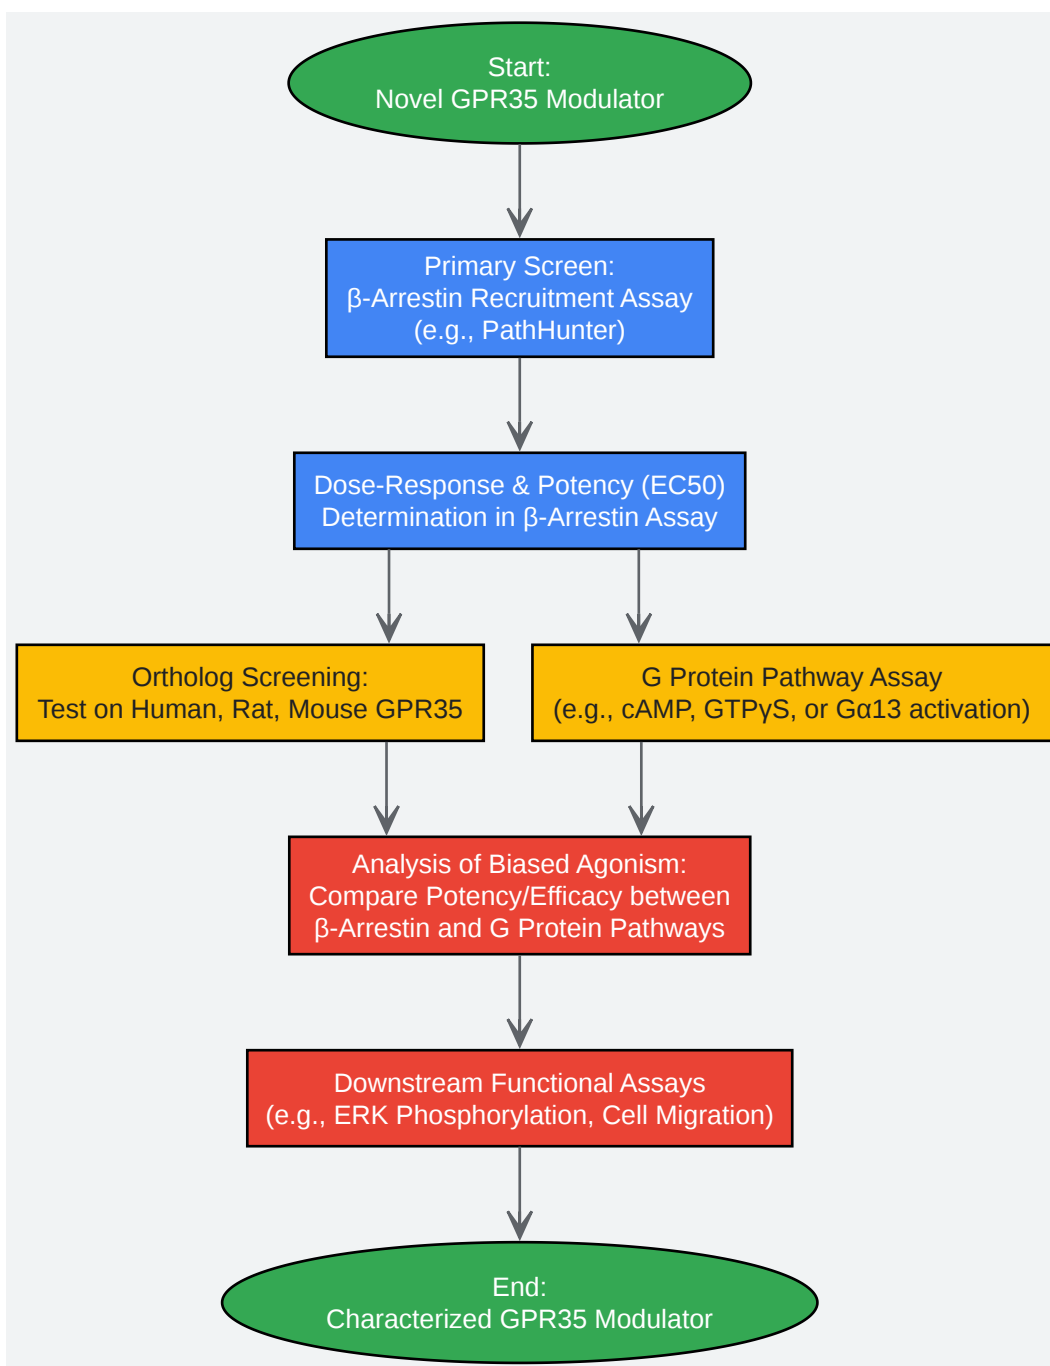 Start:
Novel GPR35 Modulator
Primary Screen:
β-Arrestin Recruitment Assay
(e.g., PathHunter)
Dose-Response & Potency (EC50)
Determination in β-Arrestin Assay
Ortholog Screening:
Test on Human, Rat, Mouse GPR35
G Protein Pathway Assay
(e.g., cAMP, GTPγS, or Gα13 activation)
Analysis of Biased Agonism:
Compare Potency/Efficacy between
β-Arrestin and G Protein Pathways
Downstream Functional Assays
(e.g., ERK Phosphorylation, Cell Migration)
End:
Characterized GPR35 Modulator